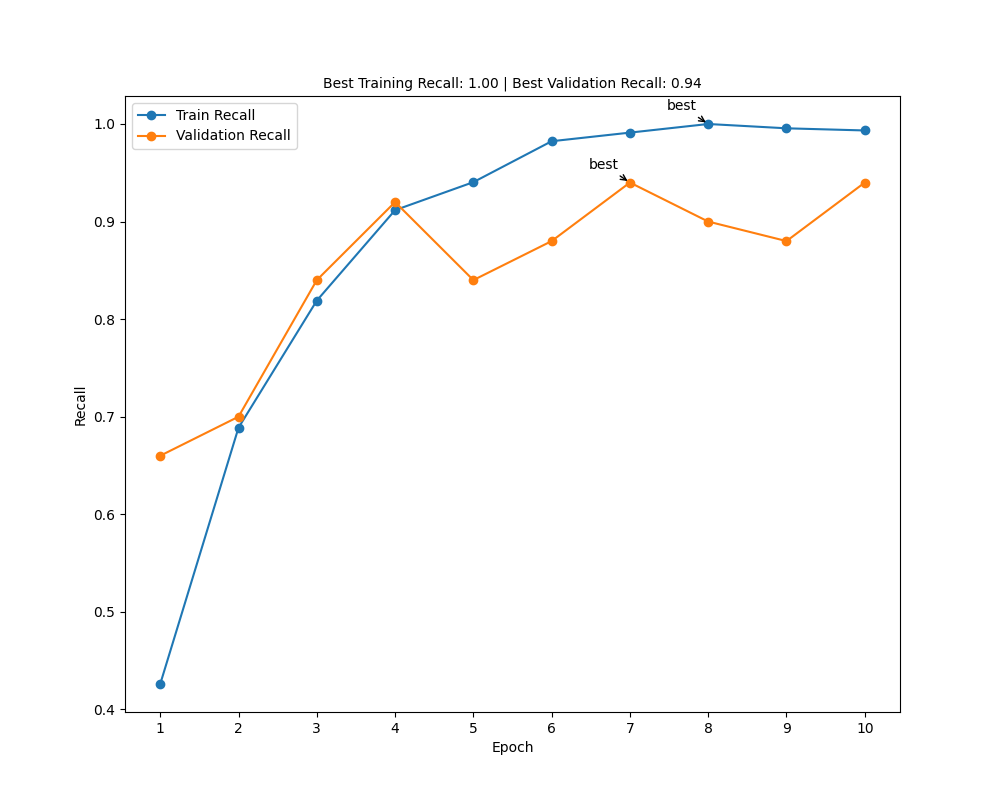 Best Training Recall: 1.00 | Best Validation Recall: 0.94
Train Recall
Validation Recall
best
best
1.0
0.9
0.8
0.7
0.6
0.5
0.4
Recall
1 2 3 4 5 6 7 8 9 10
Epoch